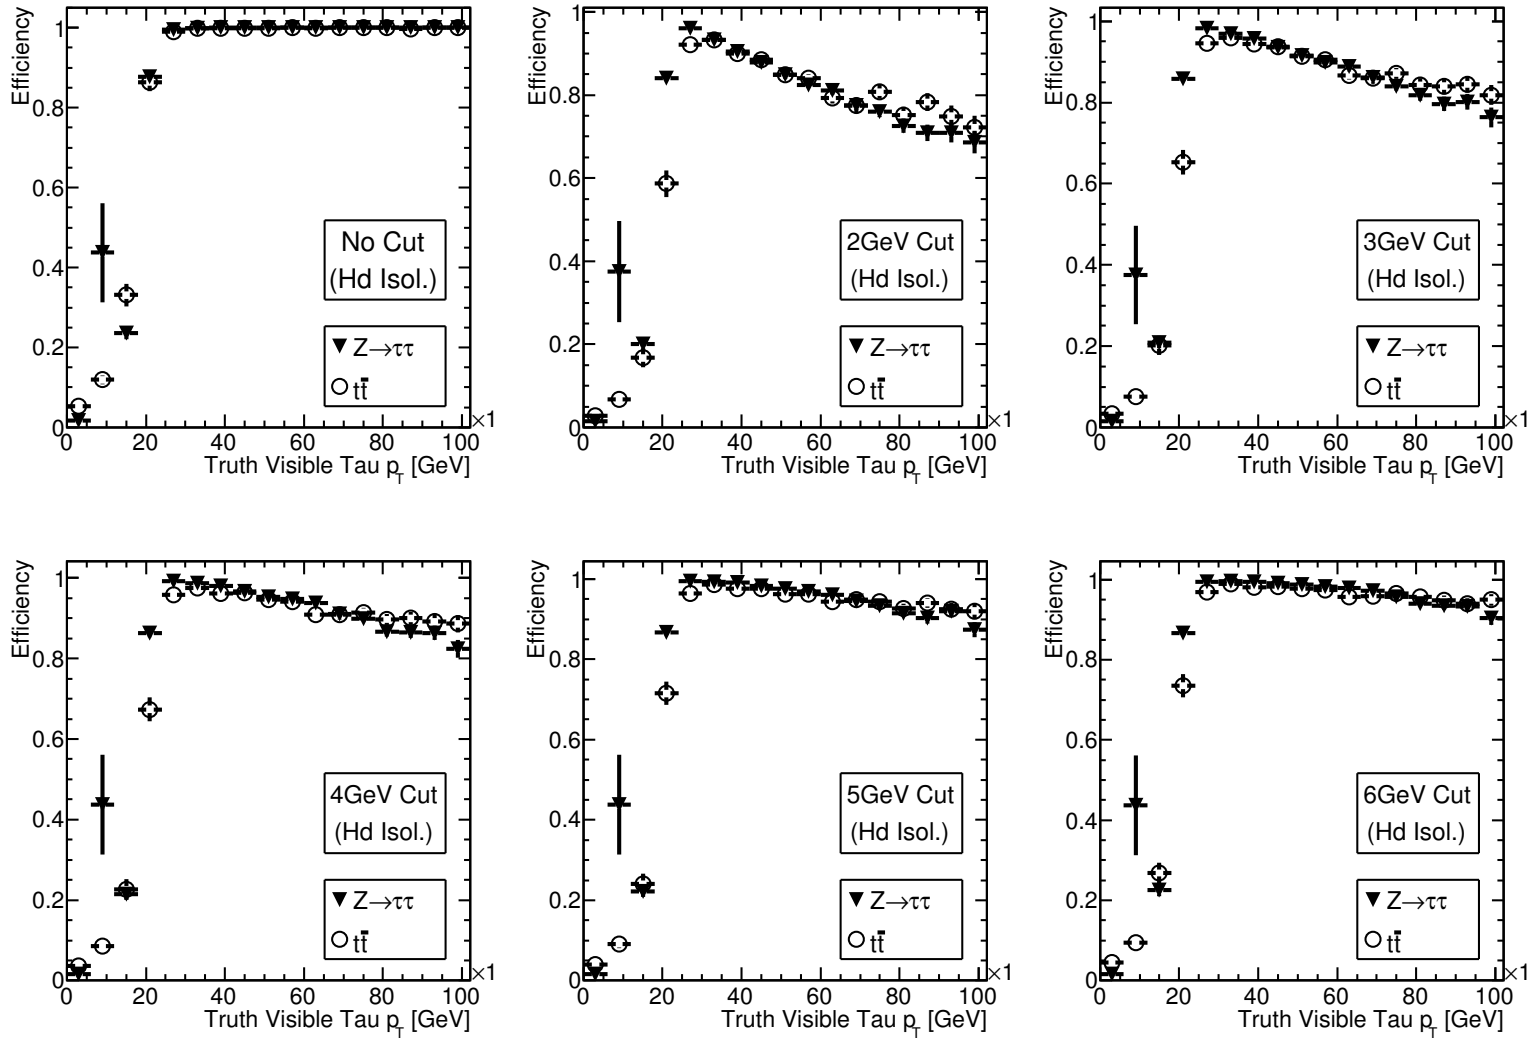 Efficiency
1
0.8
0.6
0.4
0.2
0
No Cut
(Hd Isol.)
Z→ττ
tt̄
0 20 40 60 80 100 ×1
Truth Visible Tau p_T [GeV]
Efficiency
1
0.8
0.6
0.4
0.2
0
2GeV Cut
(Hd Isol.)
Z→ττ
tt̄
0 20 40 60 80 100 ×1
Truth Visible Tau p_T [GeV]
Efficiency
1
0.8
0.6
0.4
0.2
0
3GeV Cut
(Hd Isol.)
Z→ττ
tt̄
0 20 40 60 80 100 ×1
Truth Visible Tau p_T [GeV]
Efficiency
1
0.8
0.6
0.4
0.2
0
4GeV Cut
(Hd Isol.)
Z→ττ
tt̄
0 20 40 60 80 100 ×1
Truth Visible Tau p_T [GeV]
Efficiency
1
0.8
0.6
0.4
0.2
0
5GeV Cut
(Hd Isol.)
Z→ττ
tt̄
0 20 40 60 80 100 ×1
Truth Visible Tau p_T [GeV]
Efficiency
1
0.8
0.6
0.4
0.2
0
6GeV Cut
(Hd Isol.)
Z→ττ
tt̄
0 20 40 60 80 100 ×1
Truth Visible Tau p_T [GeV]